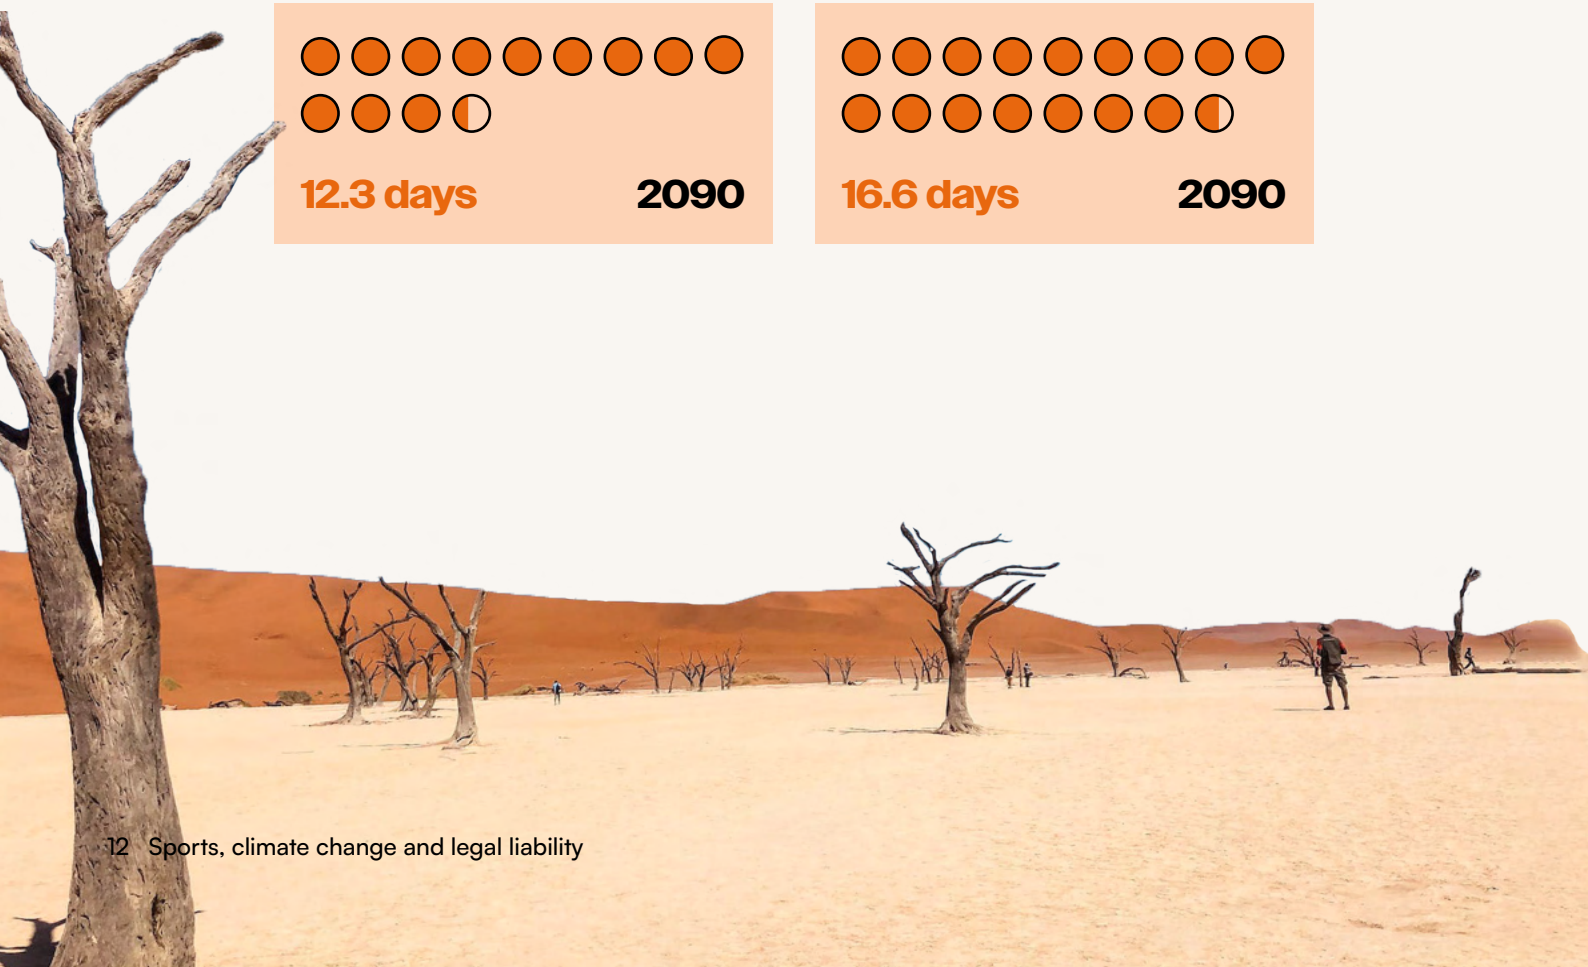 12.3 days 2090
16.6 days 2090
12 Sports, climate change and legal liability